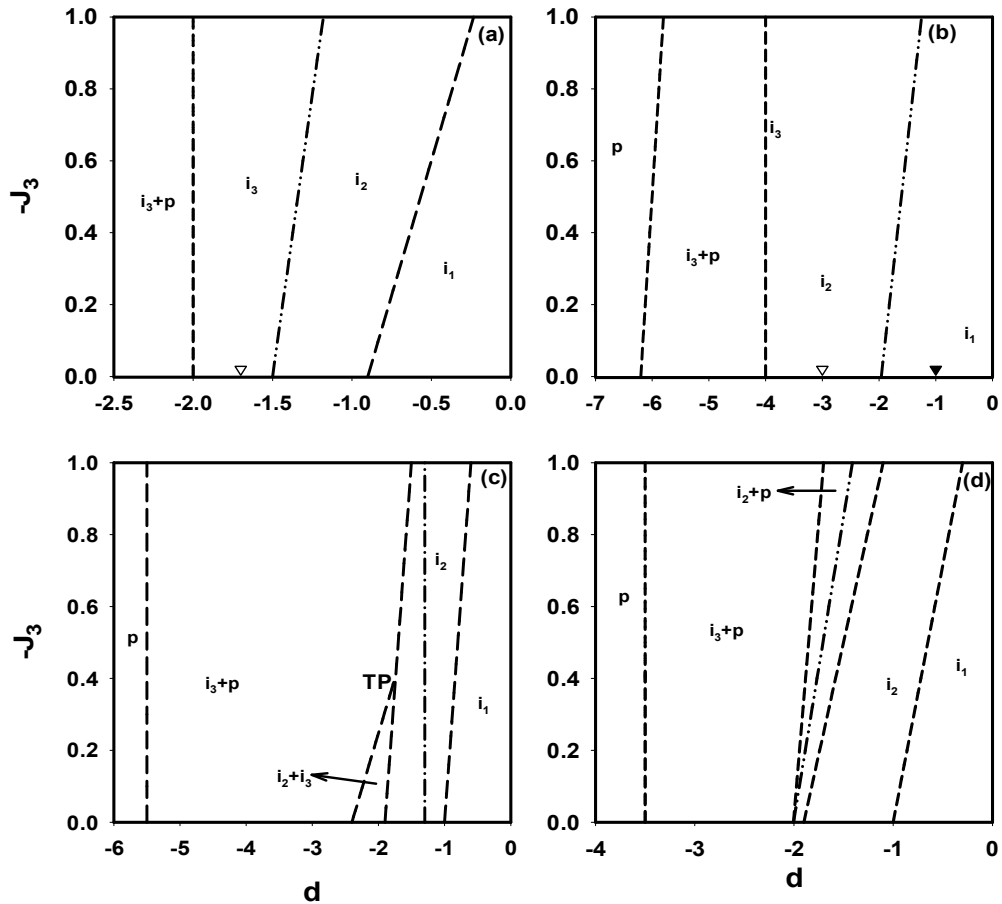 (a)
-J₃
1.0
0.8
0.6
0.4
0.2
0.0
i₃+p
i₃
i₂
i₁
-2.5
-2.0
-1.5
-1.0
-0.5
0.0
(b)
1.0
0.8
0.6
0.4
0.2
0.0
p
i₃+p
i₃
i₂
i₁
-7
-6
-5
-4
-3
-2
-1
0
(c)
-J₃
1.0
0.8
0.6
0.4
0.2
0.0
p
i₃+p
TP
i₂+i₃
i₂
i₁
-6
-5
-4
-3
-2
-1
0
d
(d)
1.0
0.8
0.6
0.4
0.2
0.0
i₂+p
p
i₃+p
i₂
i₁
-4
-3
-2
-1
0
d